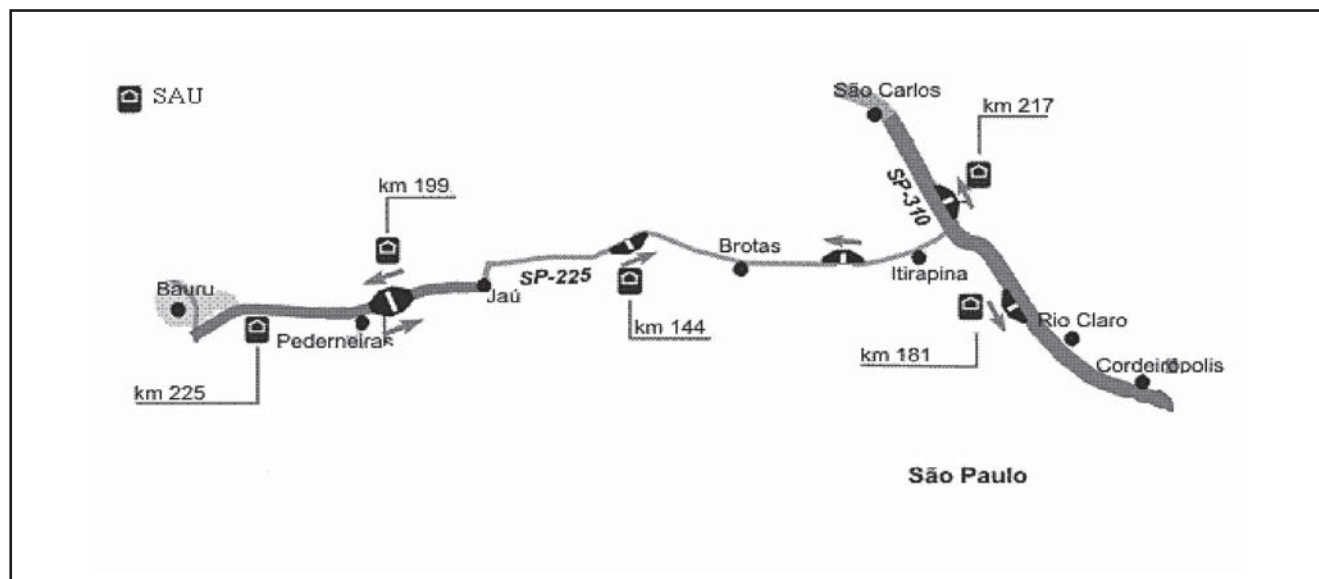 SAU
São Carlos
km 217
SP-310
km 199
Brotas
Itirapina
SP-225
Bauru
Jaú
Pederneiras
km 144
km 181
Rio Claro
Cordeirópolis
km 225
São Paulo